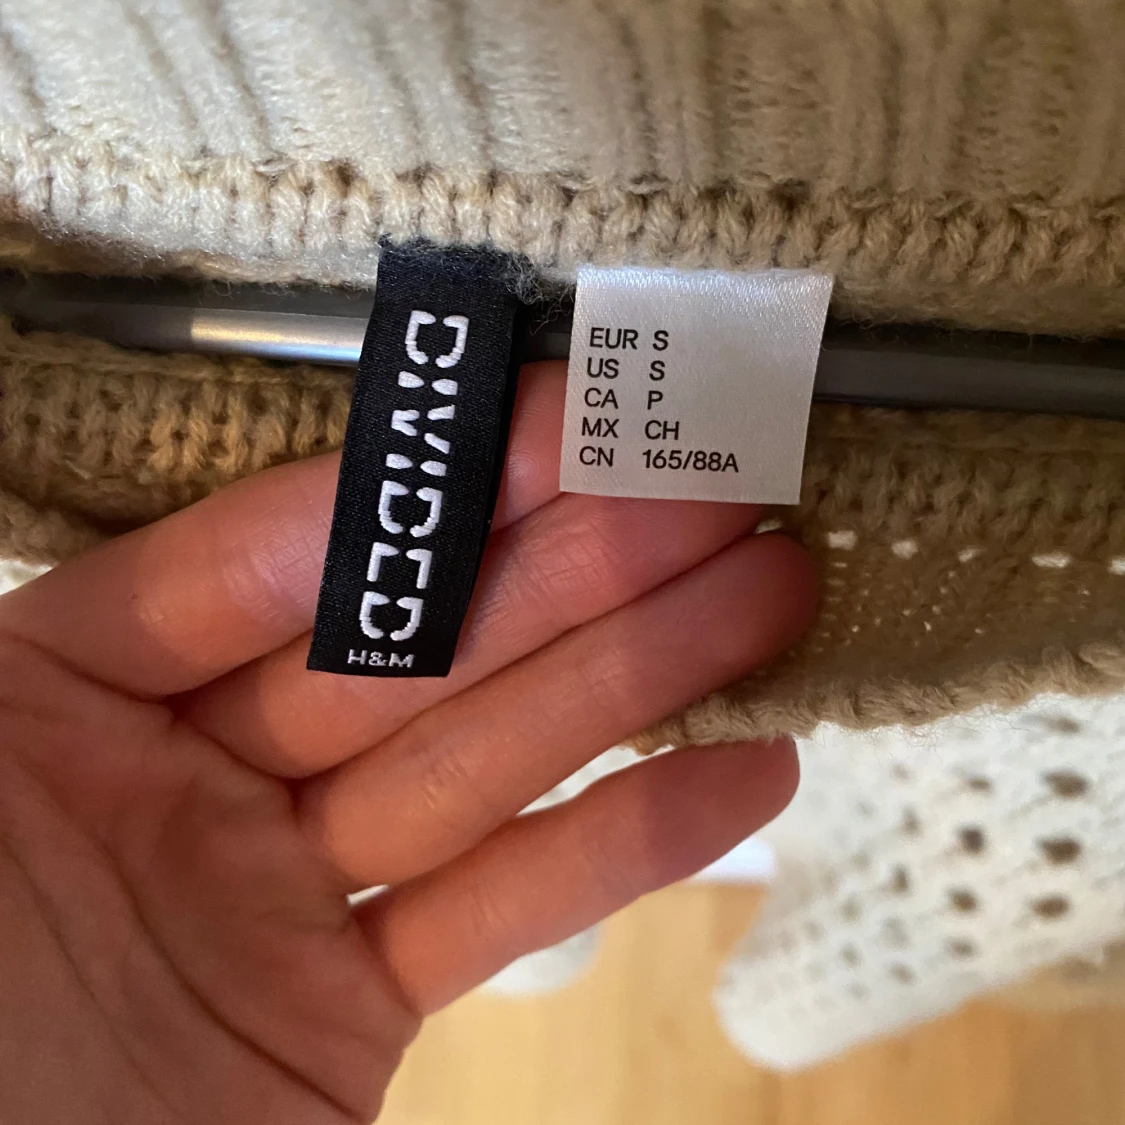 DIVIDED
H&M
EUR S
US S
CA P
MX CH
CN 165/88A